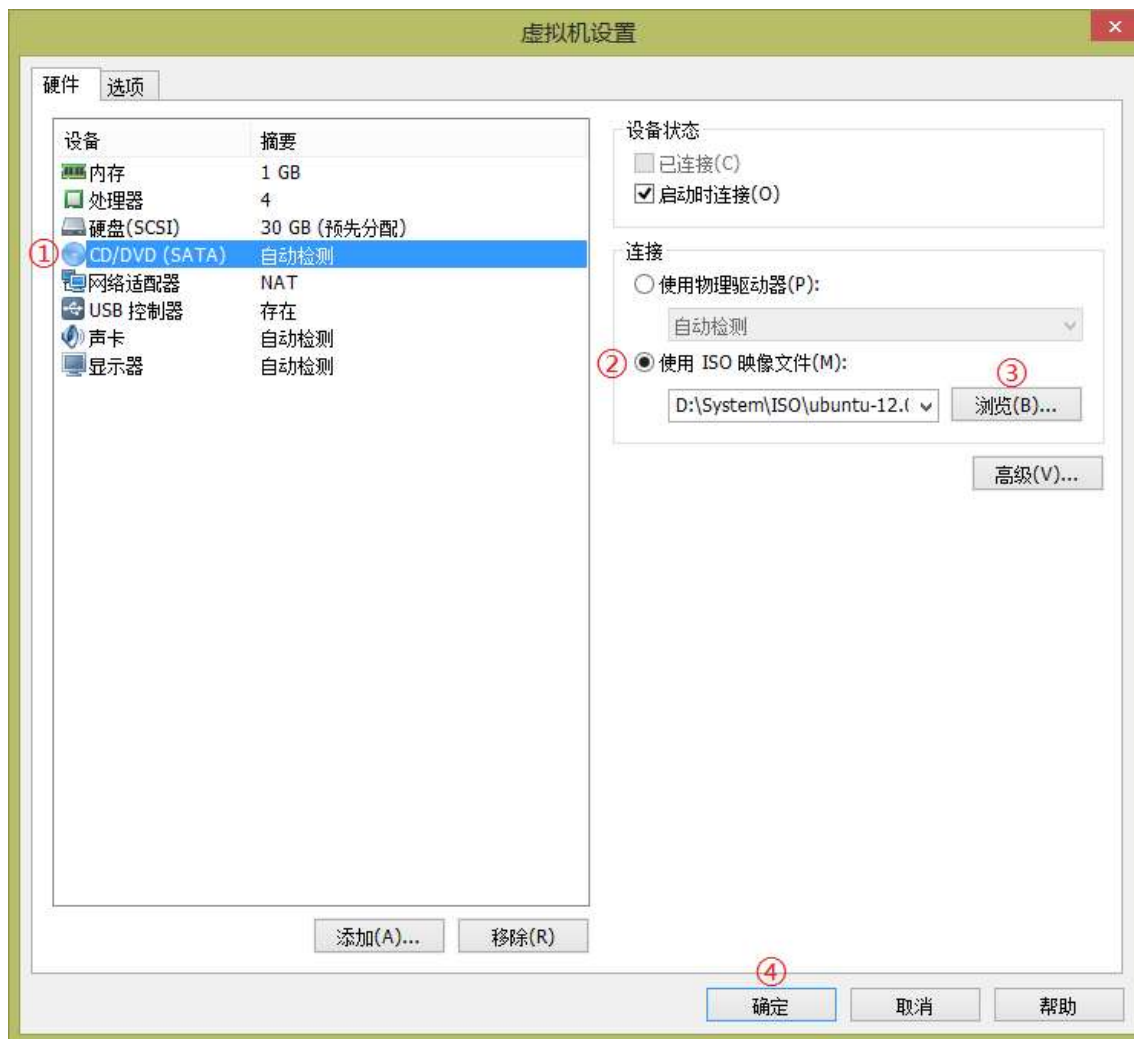 虚拟机设置
硬件 选项
设备 摘要
内存 1 GB
处理器 4
硬盘(SCSI) 30 GB (预先分配)
① CD/DVD (SATA) 自动检测
网络适配器 NAT
USB 控制器 存在
声卡 自动检测
显示器 自动检测
添加(A)... 移除(R)
设备状态
已连接(C)
启动时连接(O)
连接
使用物理驱动器(P):
自动检测
② 使用 ISO 映像文件(M):
③
D:\System\ISO\ubuntu-12.( 浏览(B)...
高级(V)...
④
确定 取消 帮助